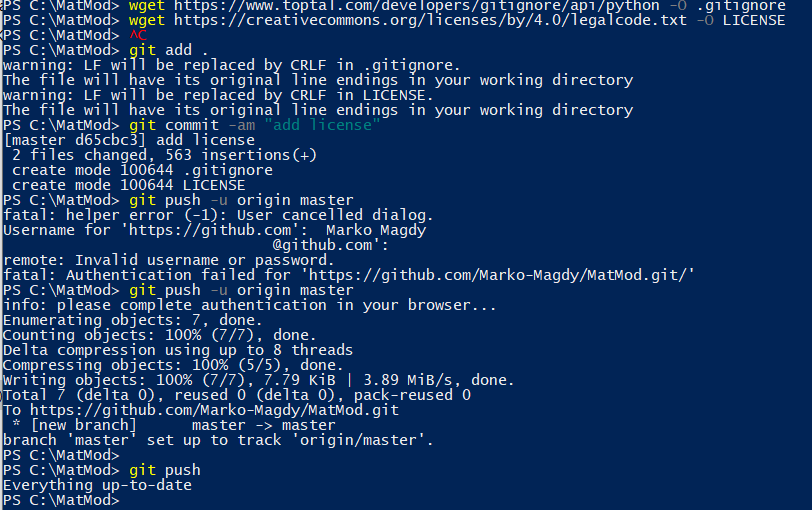 PS C:\MatMod> wget https://www.toptal.com/developers/gitignore/api/python -O .gitignore
PS C:\MatMod> wget https://creativecommons.org/licenses/by/4.0/legalcode.txt -O LICENSE
PS C:\MatMod> ^C
PS C:\MatMod> git add .
warning: LF will be replaced by CRLF in .gitignore.
The file will have its original line endings in your working directory
warning: LF will be replaced by CRLF in LICENSE.
The file will have its original line endings in your working directory
PS C:\MatMod> git commit -am "add license"
[master d65cbc3] add license
 2 files changed, 563 insertions(+)
 create mode 100644 .gitignore
 create mode 100644 LICENSE
PS C:\MatMod> git push -u origin master
fatal: helper error (-1): User cancelled dialog.
Username for 'https://github.com':  Marko Magdy
                              @github.com':
remote: Invalid username or password.
fatal: Authentication failed for 'https://github.com/Marko-Magdy/MatMod.git/'
PS C:\MatMod> git push -u origin master
info: please complete authentication in your browser...
Enumerating objects: 7, done.
Counting objects: 100% (7/7), done.
Delta compression using up to 8 threads
Compressing objects: 100% (5/5), done.
Writing objects: 100% (7/7), 7.79 KiB | 3.89 MiB/s, done.
Total 7 (delta 0), reused 0 (delta 0), pack-reused 0
To https://github.com/Marko-Magdy/MatMod.git
 * [new branch]      master -> master
branch 'master' set up to track 'origin/master'.
PS C:\MatMod>
PS C:\MatMod> git push
Everything up-to-date
PS C:\MatMod>